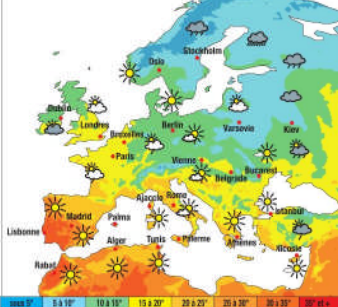 Stockholm
Oslo
Dublin
Londres
Berlin
Varsovie
Kiev
Bruxelles
Paris
Vienne
Belgrade
Bucarest
Ajaccio
Rome
Madrid
Palma
Istanbul
Lisbonne
Alger
Tunis
Palerme
Athènes
Nicosie
Rabat
sous 5° 5 à 10° 10 à 15° 15 à 20° 20 à 25° 25 à 30° 30 à 35° 35° et +